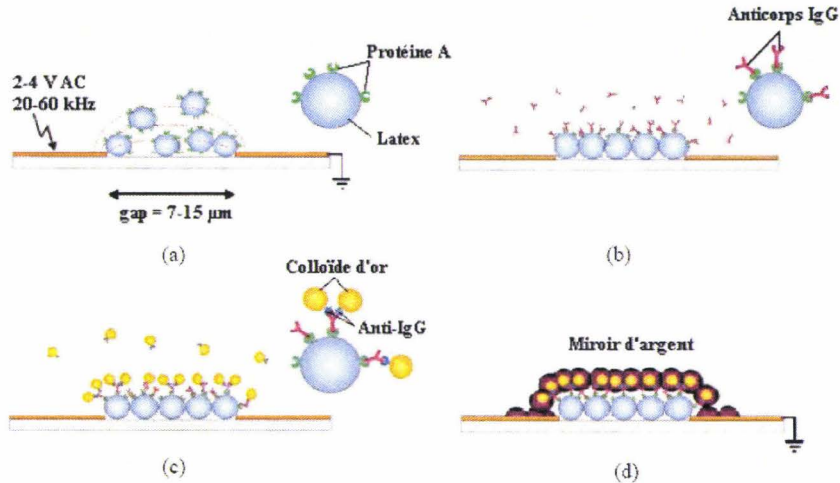 Protéine A
2-4 V AC
20-60 kHz
Latex
gap = 7-15 µm
(a)
Anticorps IgG
(b)
Colloïde d'or
Anti-IgG
(c)
Miroir d'argent
(d)